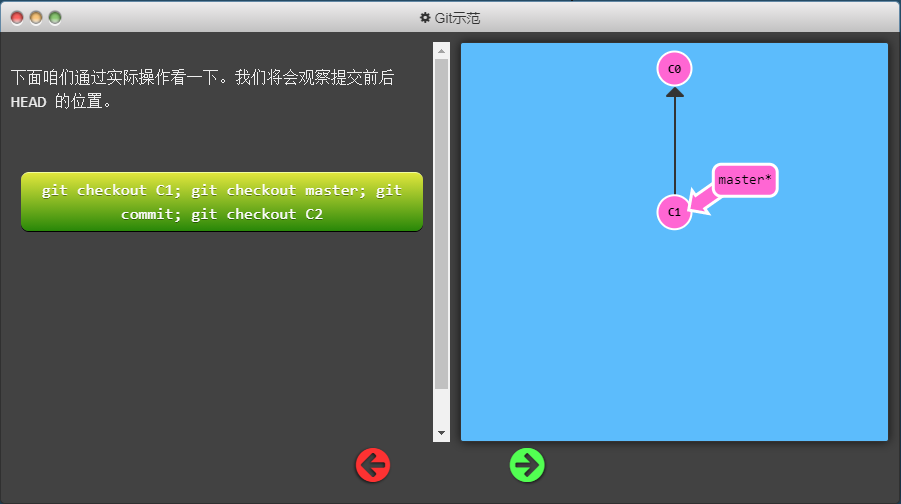 Git示范
下面咱们通过实际操作看一下。我们将会观察提交前后
HEAD 的位置。
git checkout C1; git checkout master; git
commit; git checkout C2
C0
master*
C1